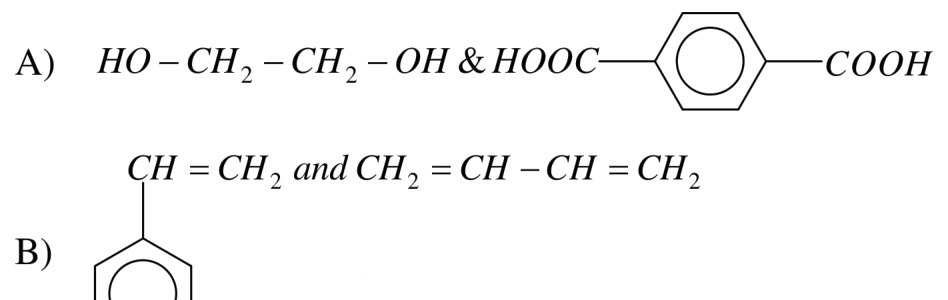 A) HO – CH₂ – CH₂ – OH & HOOC COOH
CH = CH₂ and CH₂ = CH – CH = CH₂
B)